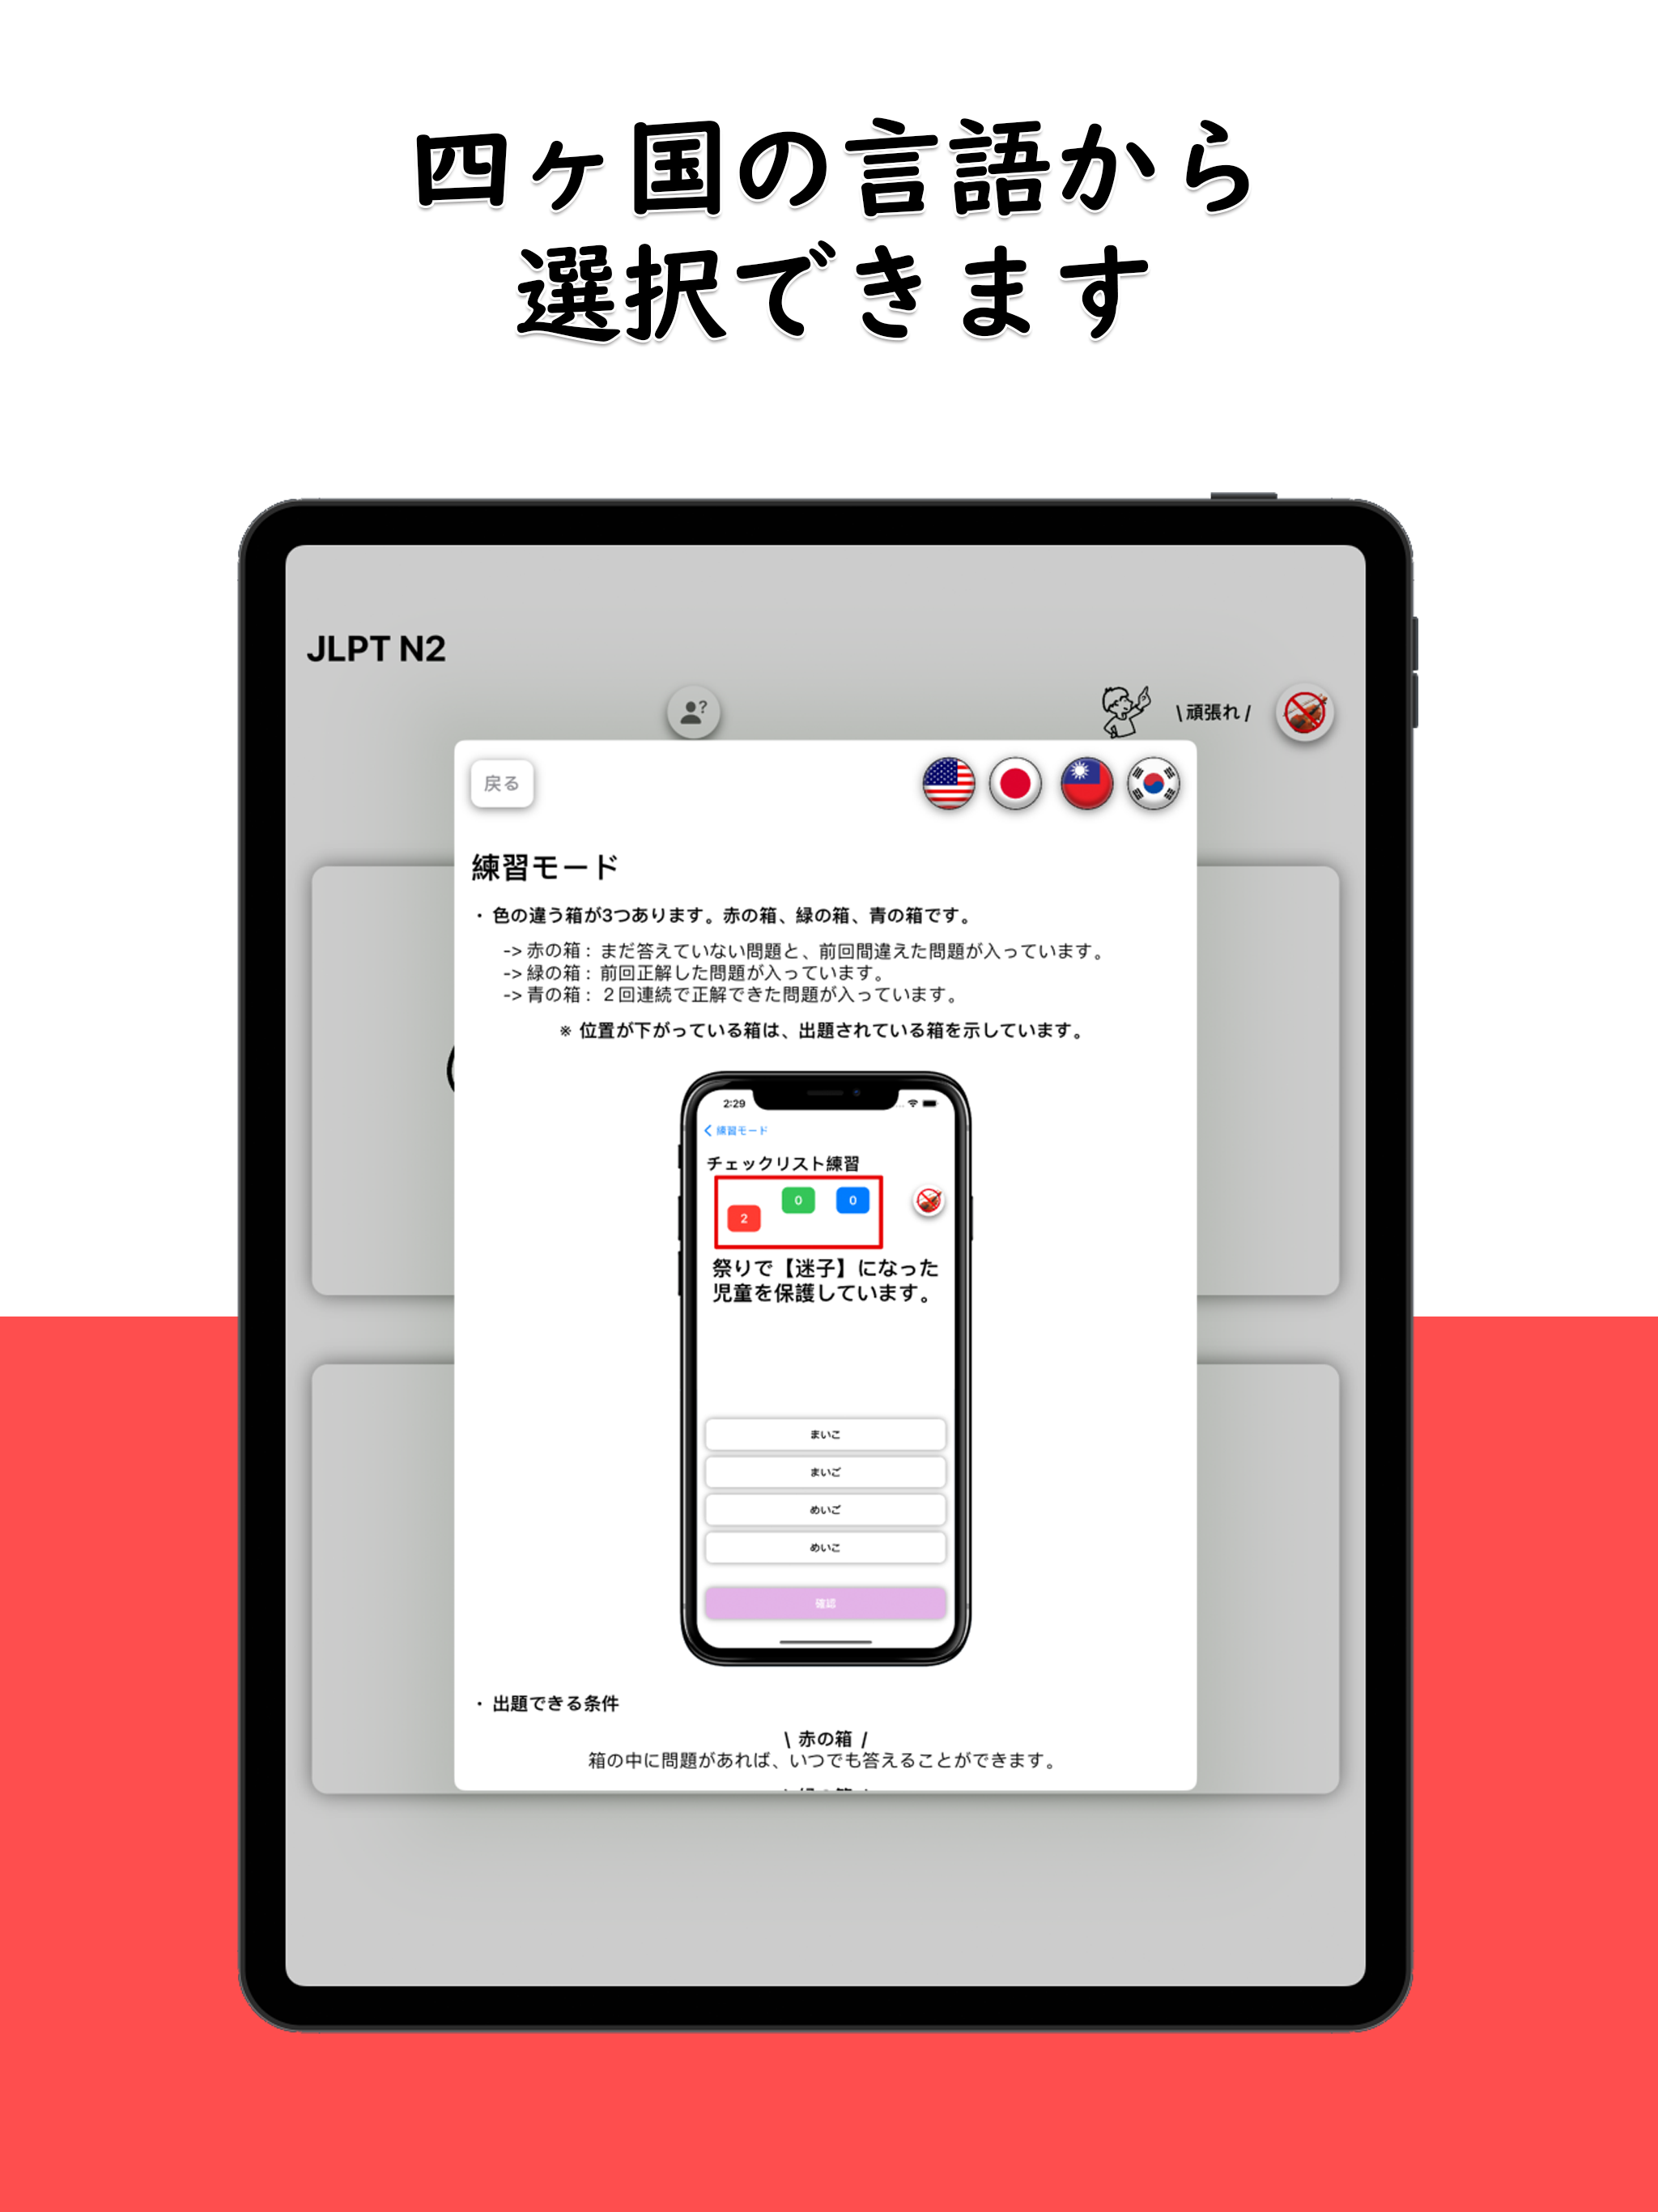 四ヶ国の言語から
選択できます
JLPT N2
\ 頑張れ /
戻る
練習モード
・ 色の違う箱が3つあります。赤の箱、緑の箱、青の箱です。
-> 赤の箱： まだ答えていない問題と、前回間違えた問題が入っています。
-> 緑の箱： 前回正解した問題が入っています。
-> 青の箱： ２回連続で正解できた問題が入っています。
※ 位置が下がっている箱は、出題されている箱を示しています。
2:29
練習モード
チェックリスト練習
2 0 0
祭りで【迷子】になった
児童を保護しています。
まいこ
まいご
めいご
めいこ
確認
・ 出題できる条件
\ 赤の箱 /
箱の中に問題があれば、いつでも答えることができます。